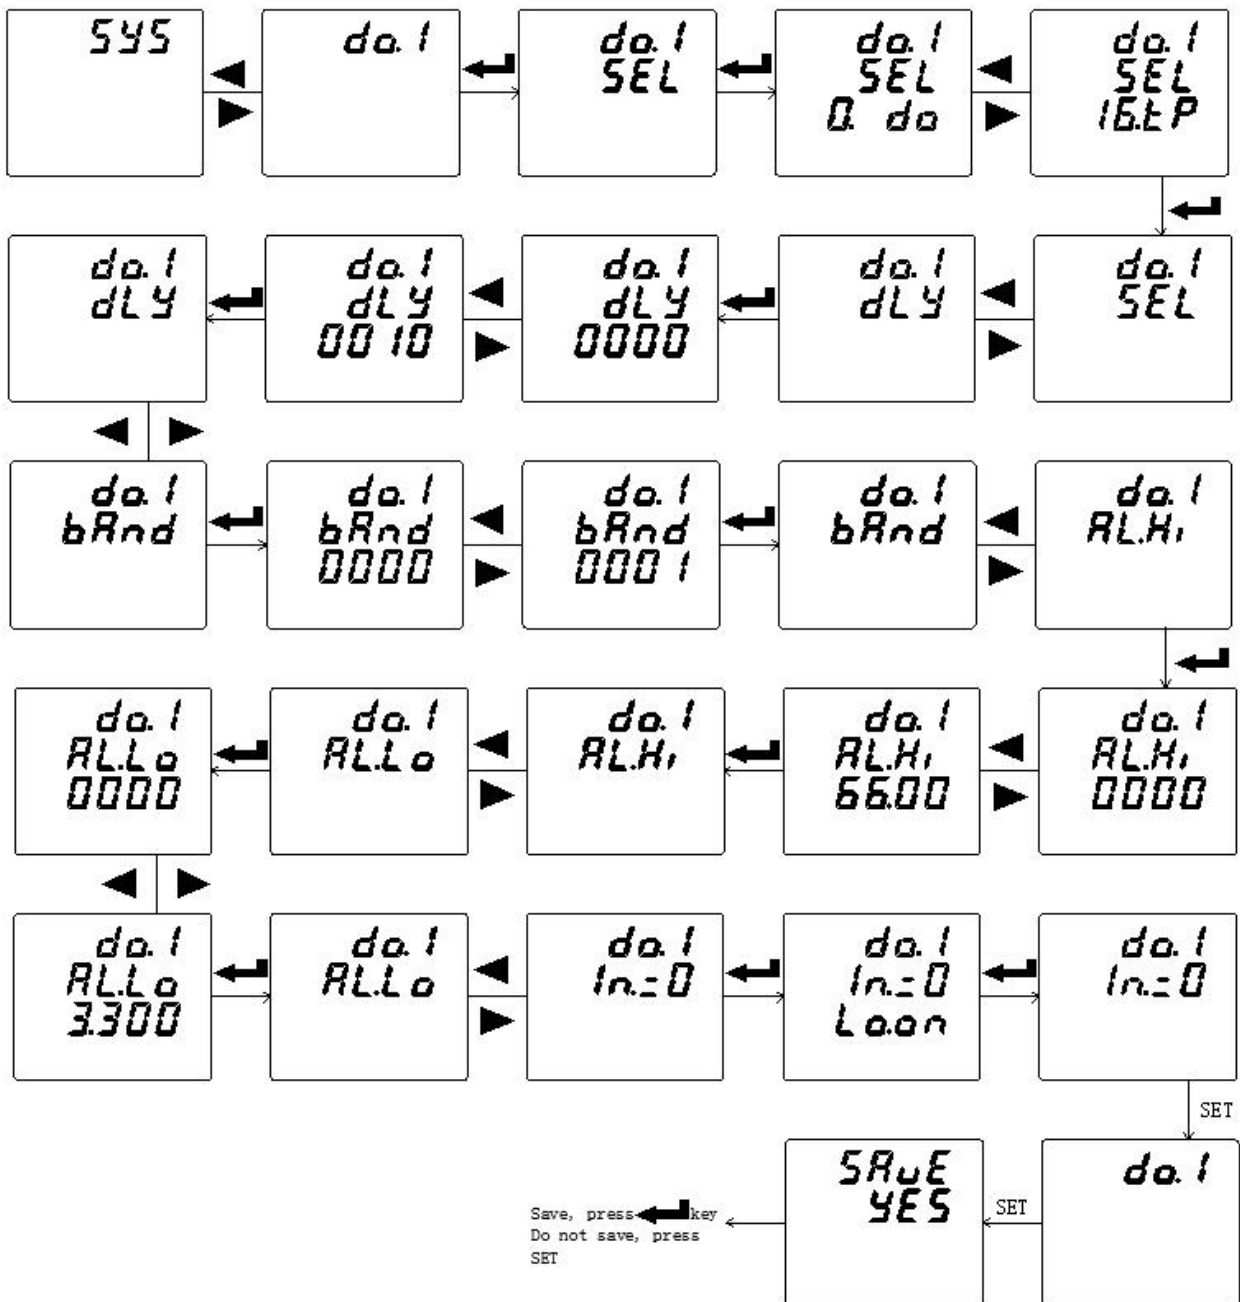 SYS
do.1
do.1
SEL
do.1
SEL
0. do
do.1
SEL
16.tP
do.1
dLY
do.1
dLY
0010
do.1
dLY
0000
do.1
dLY
do.1
SEL
do.1
bAnd
do.1
bAnd
0000
do.1
bAnd
0001
do.1
bAnd
do.1
AL.Hi
do.1
AL.Lo
0000
do.1
AL.Lo
do.1
AL.Hi
do.1
AL.Hi
66.00
do.1
AL.Hi
0000
do.1
AL.Lo
3.300
do.1
AL.Lo
do.1
In.=0
do.1
In.=0
Lo.on
do.1
In.=0
SET
SAvE
YES
SET
do.1
Save, press key
Do not save, press
SET